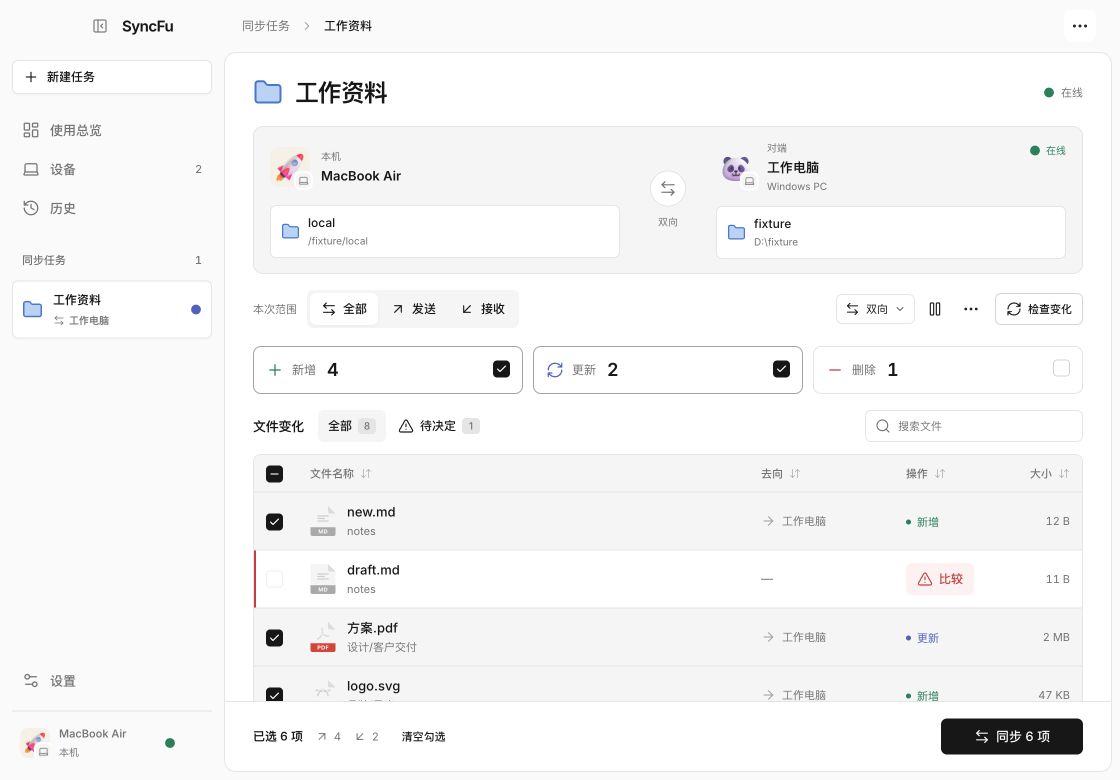 SyncFu
同步任务 > 工作资料
新建任务
使用总览
设备 2
历史
同步任务 1
工作资料
工作电脑
设置
MacBook Air
本机
工作资料
在线
本机
MacBook Air
local
/fixture/local
双向
对端
工作电脑
Windows PC
在线
fixture
D:\fixture
本次范围 全部 发送 接收 双向 检查变化
新增 4 更新 2 删除 1
文件变化 全部 8 待决定 1 搜索文件
文件名称 去向 操作 大小
MD new.md → 工作电脑 新增 12 B
notes
MD draft.md — 比较 11 B
notes
PDF 方案.pdf → 工作电脑 更新 2 MB
设计/客户交付
logo.svg → 工作电脑 新增 47 KB
已选 6 项 4 2 清空勾选 同步 6 项